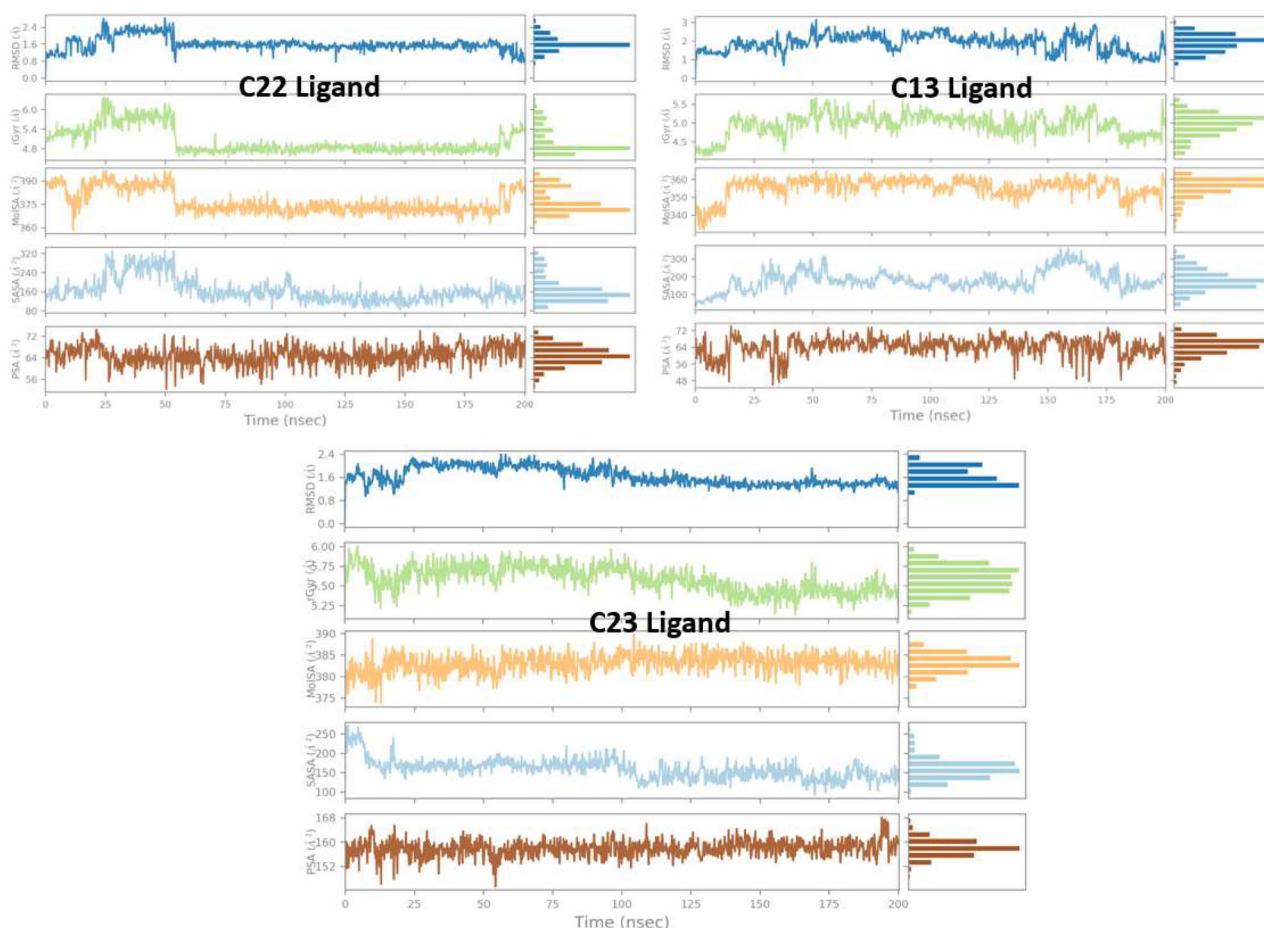 C22 Ligand
RMSD (Å)
2.4
1.6
0.8
0.0
rGyr (Å)
6.0
5.4
4.8
MolSA (Å²)
390
375
360
SASA (Å²)
320
240
160
80
PSA (Å²)
72
64
56
0 25 50 75 100 125 150 175 200
Time (nsec)
C13 Ligand
RMSD (Å)
3
2
1
0
rGyr (Å)
5.5
5.0
4.5
MolSA (Å²)
360
350
340
SASA (Å²)
300
200
100
PSA (Å²)
72
64
56
48
0 25 50 75 100 125 150 175 200
Time (nsec)
C23 Ligand
RMSD (Å)
2.4
1.6
0.8
0.0
rGyr (Å)
6.00
5.75
5.50
5.25
MolSA (Å²)
390
385
380
375
SASA (Å²)
250
200
150
100
PSA (Å²)
168
160
152
0 25 50 75 100 125 150 175 200
Time (nsec)